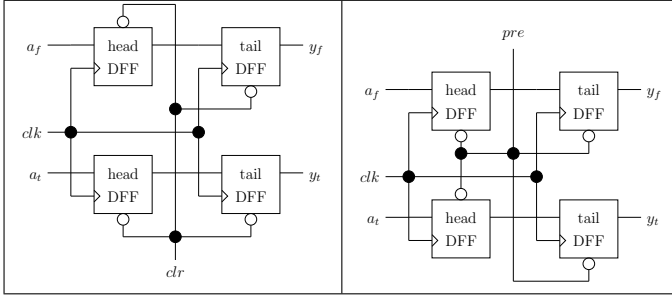 a_f head DFF tail DFF y_f
clk
a_t head DFF tail DFF y_t
clr
pre
a_f head DFF tail DFF y_f
clk
a_t head DFF tail DFF y_t